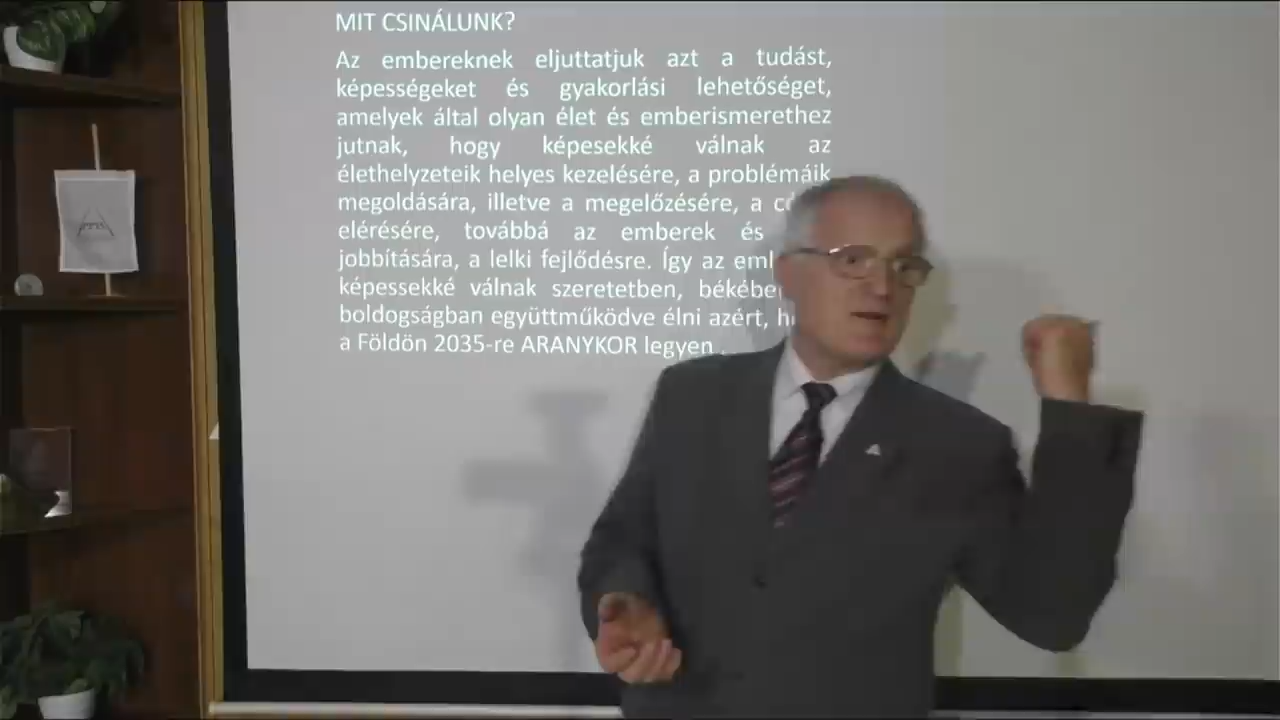 MIT CSINÁLUNK?
Az embereknek eljuttatjuk azt a tudást,
képességeket és gyakorlási lehetőséget,
amelyek által olyan élet és emberismerethez
jutnak, hogy képesekké válnak az
élethelyzeteik helyes kezelésére, a problémáik
megoldására, illetve a megelőzésére, a
elérésére, továbbá az emberek és
jobbítására, a lelki fejlődésre. Így az
képessekké válnak szeretetben,
boldogságban együttműködve élni azért,
a Földön 2035-re ARANYKOR legyen .